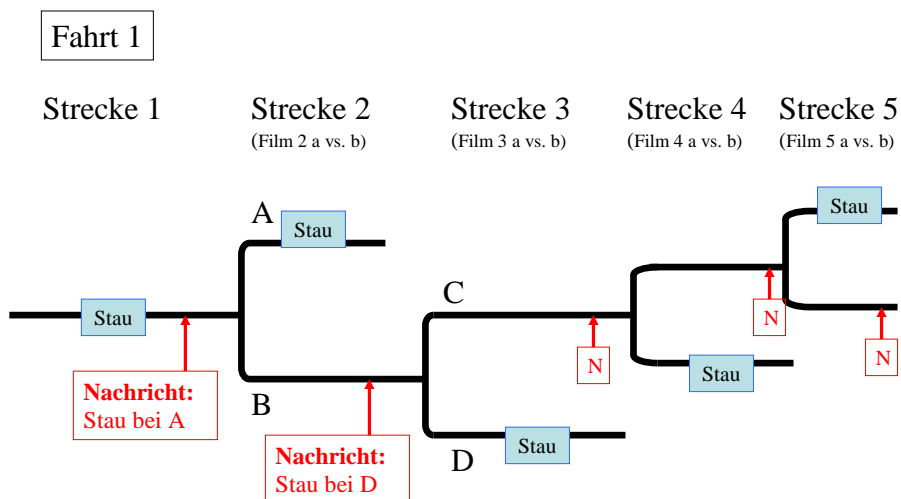 Fahrt 1
Strecke 1
Strecke 2
(Film 2 a vs. b)
Strecke 3
(Film 3 a vs. b)
Strecke 4
(Film 4 a vs. b)
Strecke 5
(Film 5 a vs. b)
A
Stau
Stau
C
Stau
N
N
N
Stau
Nachricht:
Stau bei A
B
Nachricht:
Stau bei D
D
Stau